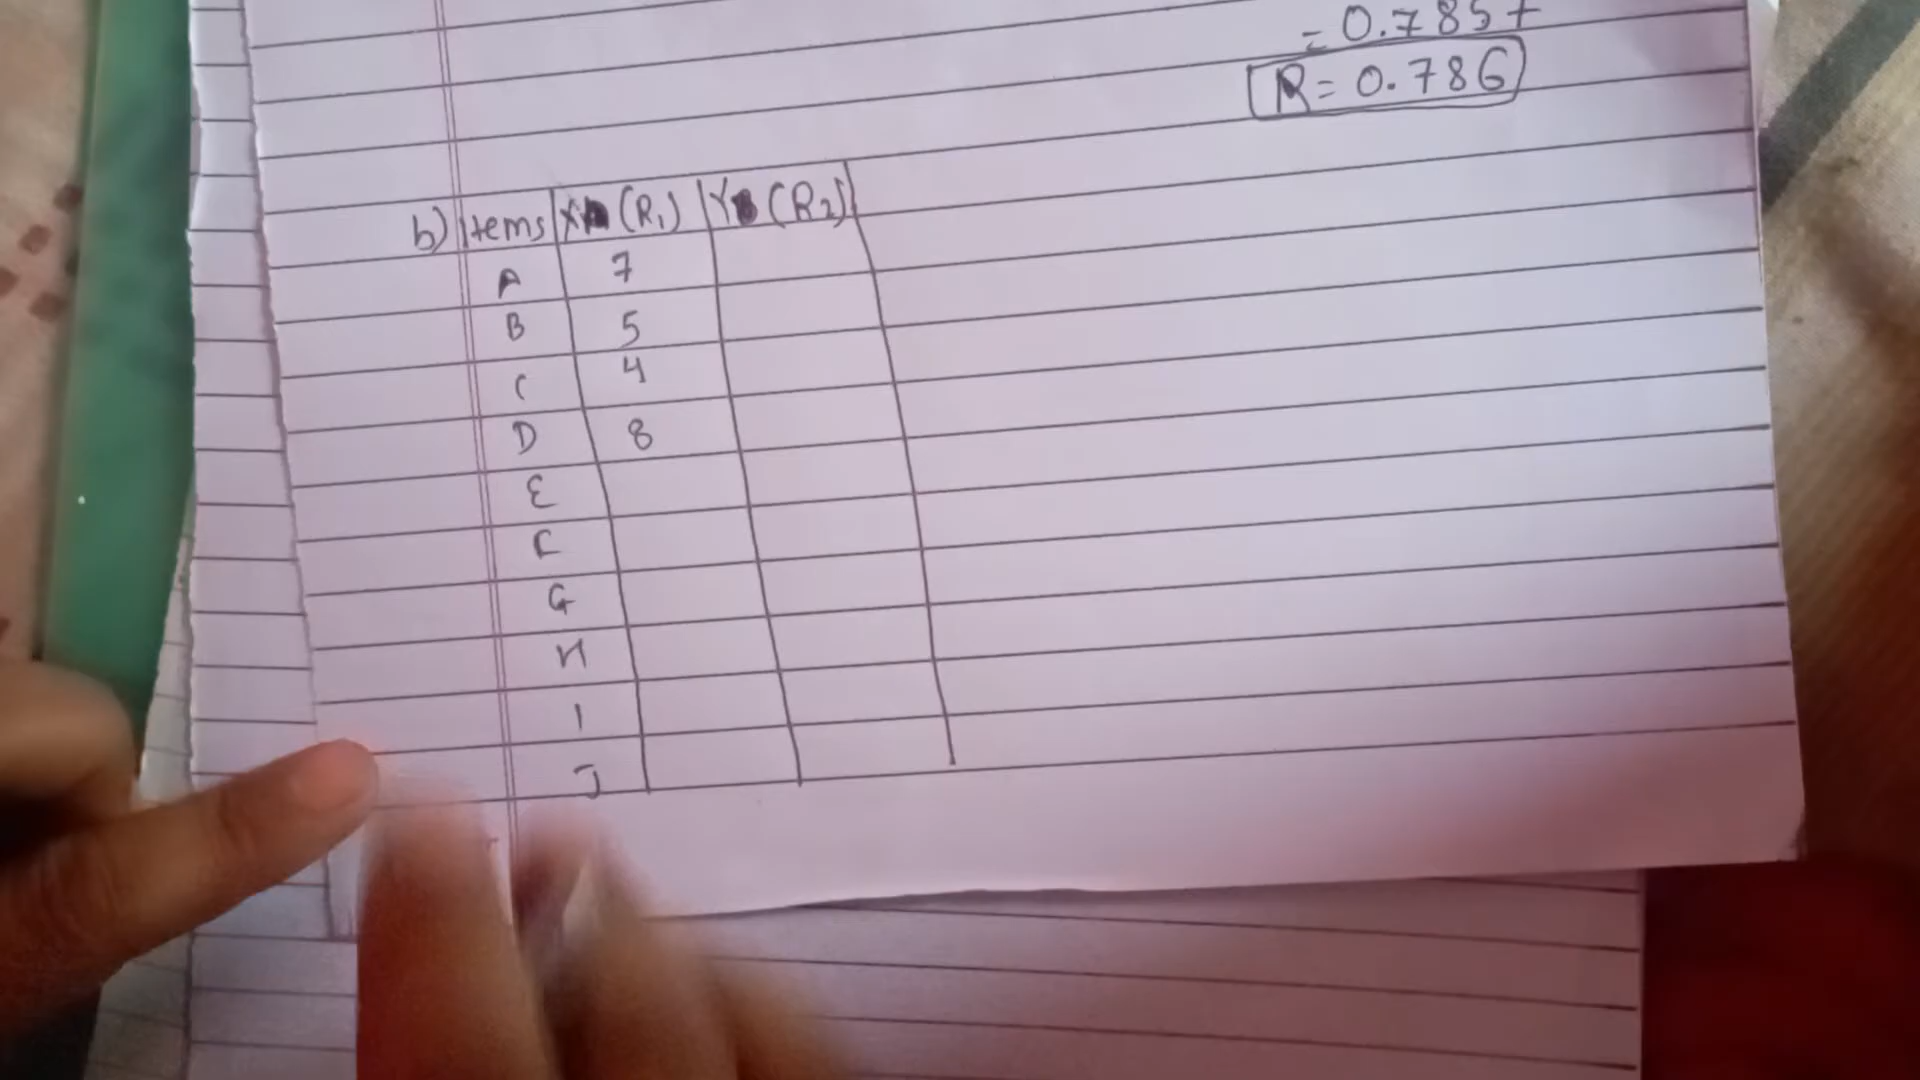 = 0.7857
R = 0.786
b) Items X (R1) Y (R2)
A 7
B 5
C 4
D 8
E
F
G
H
I
J